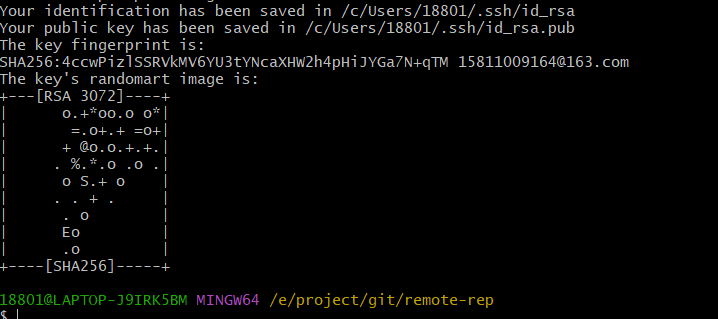 Your identification has been saved in /c/Users/18801/.ssh/id_rsa
Your public key has been saved in /c/Users/18801/.ssh/id_rsa.pub
The key fingerprint is:
SHA256:4ccwPizlSSRVkMV6YU3tYNcaXHW2h4pHiJYGa7N+qTM 15811009164@163.com
The key's randomart image is:
+---[RSA 3072]----+
|      o.+*oo.o o*|
|       =.o+.+ =o+|
|      + @o.o.+.+.|
|     . %.*.o .o .|
|      o S.+ o    |
|     . . + .     |
|      . o        |
|      Eo         |
|      .o         |
+----[SHA256]-----+
18801@LAPTOP-J9IRK5BM MINGW64 /e/project/git/remote-rep
$